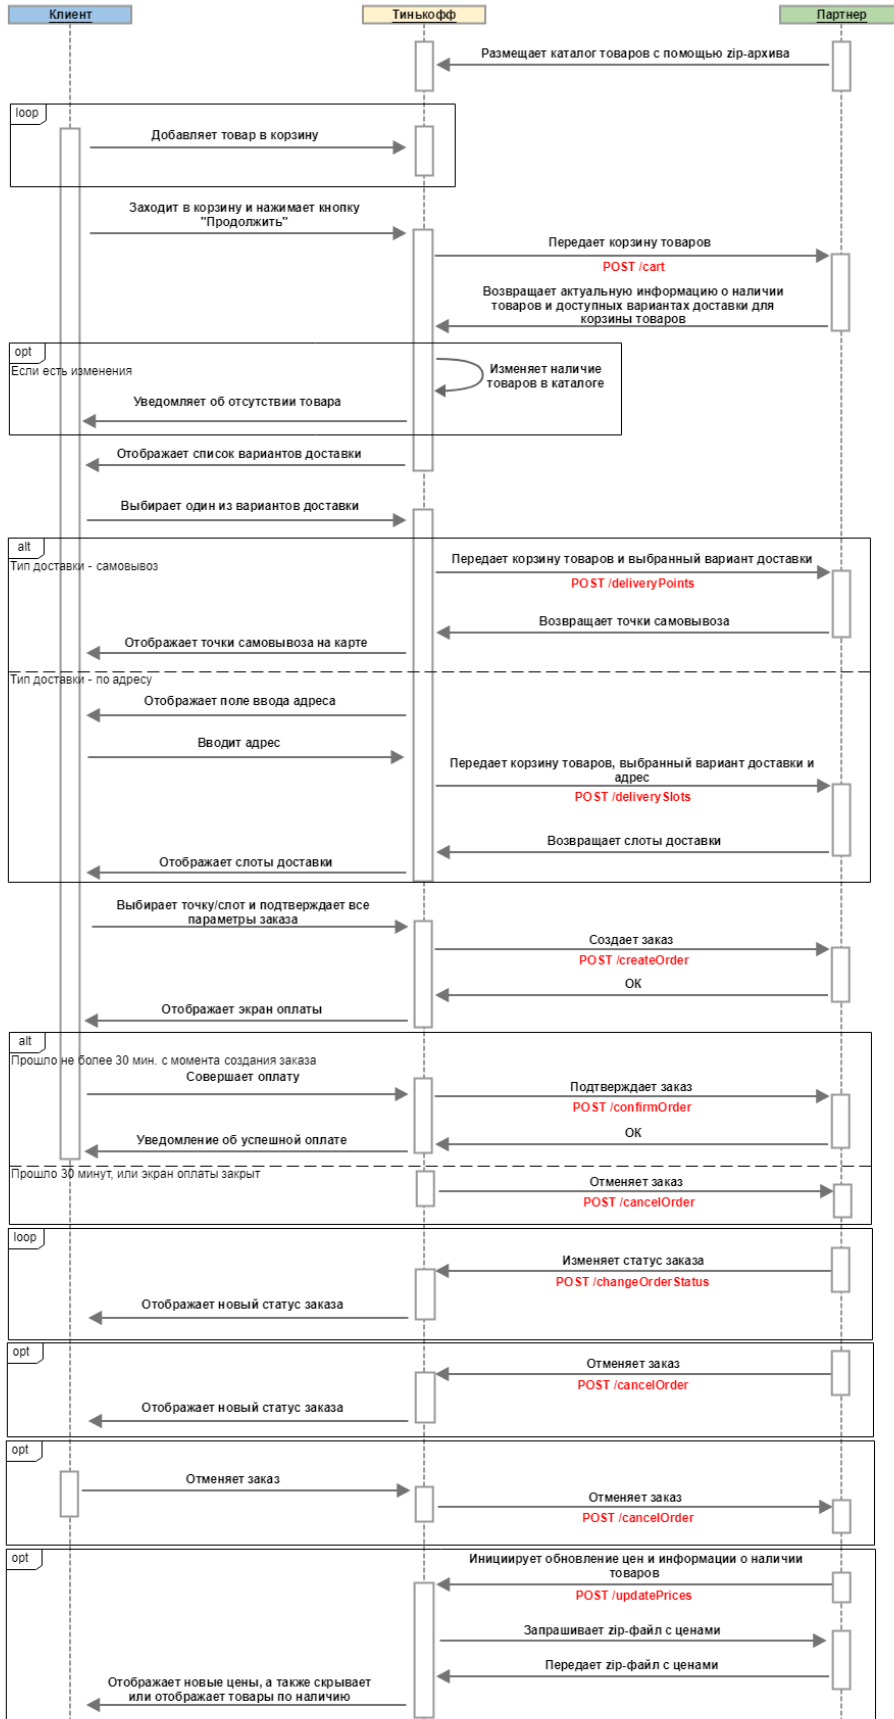 Клиент
Тинькофф
Партнер
Размещает каталог товаров с помощью zip-архива
loop
Добавляет товар в корзину
Заходит в корзину и нажимает кнопку
"Продолжить"
Передает корзину товаров
POST /cart
Возвращает актуальную информацию о наличии
товаров и доступных вариантах доставки для
корзины товаров
opt
Если есть изменения
Изменяет наличие
товаров в каталоге
Уведомляет об отсутствии товара
Отображает список вариантов доставки
Выбирает один из вариантов доставки
alt
Тип доставки - самовывоз
Передает корзину товаров и выбранный вариант доставки
POST /deliveryPoints
Возвращает точки самовывоза
Отображает точки самовывоза на карте
Тип доставки - по адресу
Отображает поле ввода адреса
Вводит адрес
Передает корзину товаров, выбранный вариант доставки и
адрес
POST /deliverySlots
Возвращает слоты доставки
Отображает слоты доставки
Выбирает точку/слот и подтверждает все
параметры заказа
Создает заказ
POST /createOrder
ОК
Отображает экран оплаты
alt
Прошло не более 30 мин. с момента создания заказа
Совершает оплату
Подтверждает заказ
POST /confirmOrder
ОК
Уведомление об успешной оплате
Прошло 30 минут, или экран оплаты закрыт
Отменяет заказ
POST /cancelOrder
loop
Изменяет статус заказа
POST /changeOrderStatus
Отображает новый статус заказа
opt
Отменяет заказ
POST /cancelOrder
Отображает новый статус заказа
opt
Отменяет заказ
Отменяет заказ
POST /cancelOrder
opt
Инициирует обновление цен и информации о наличии
товаров
POST /updatePrices
Запрашивает zip-файл с ценами
Передает zip-файл с ценами
Отображает новые цены, а также скрывает
или отображает товары по наличию